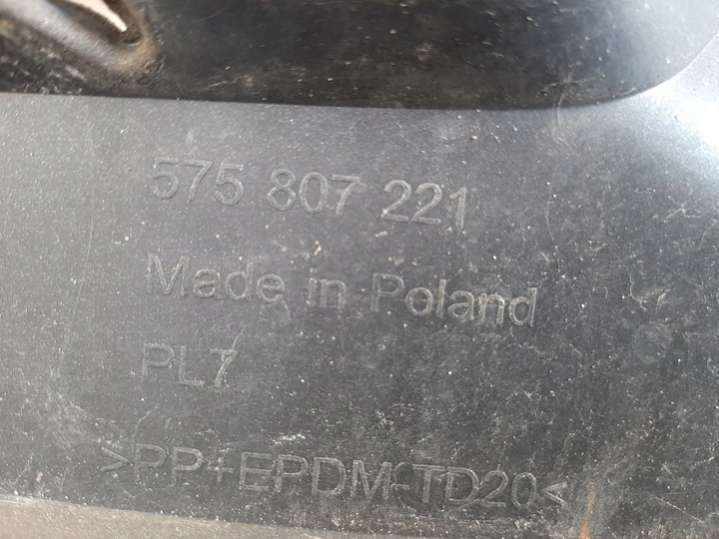 575 807 221
Made in Poland
PL7
>PP+EPDM-TD20<